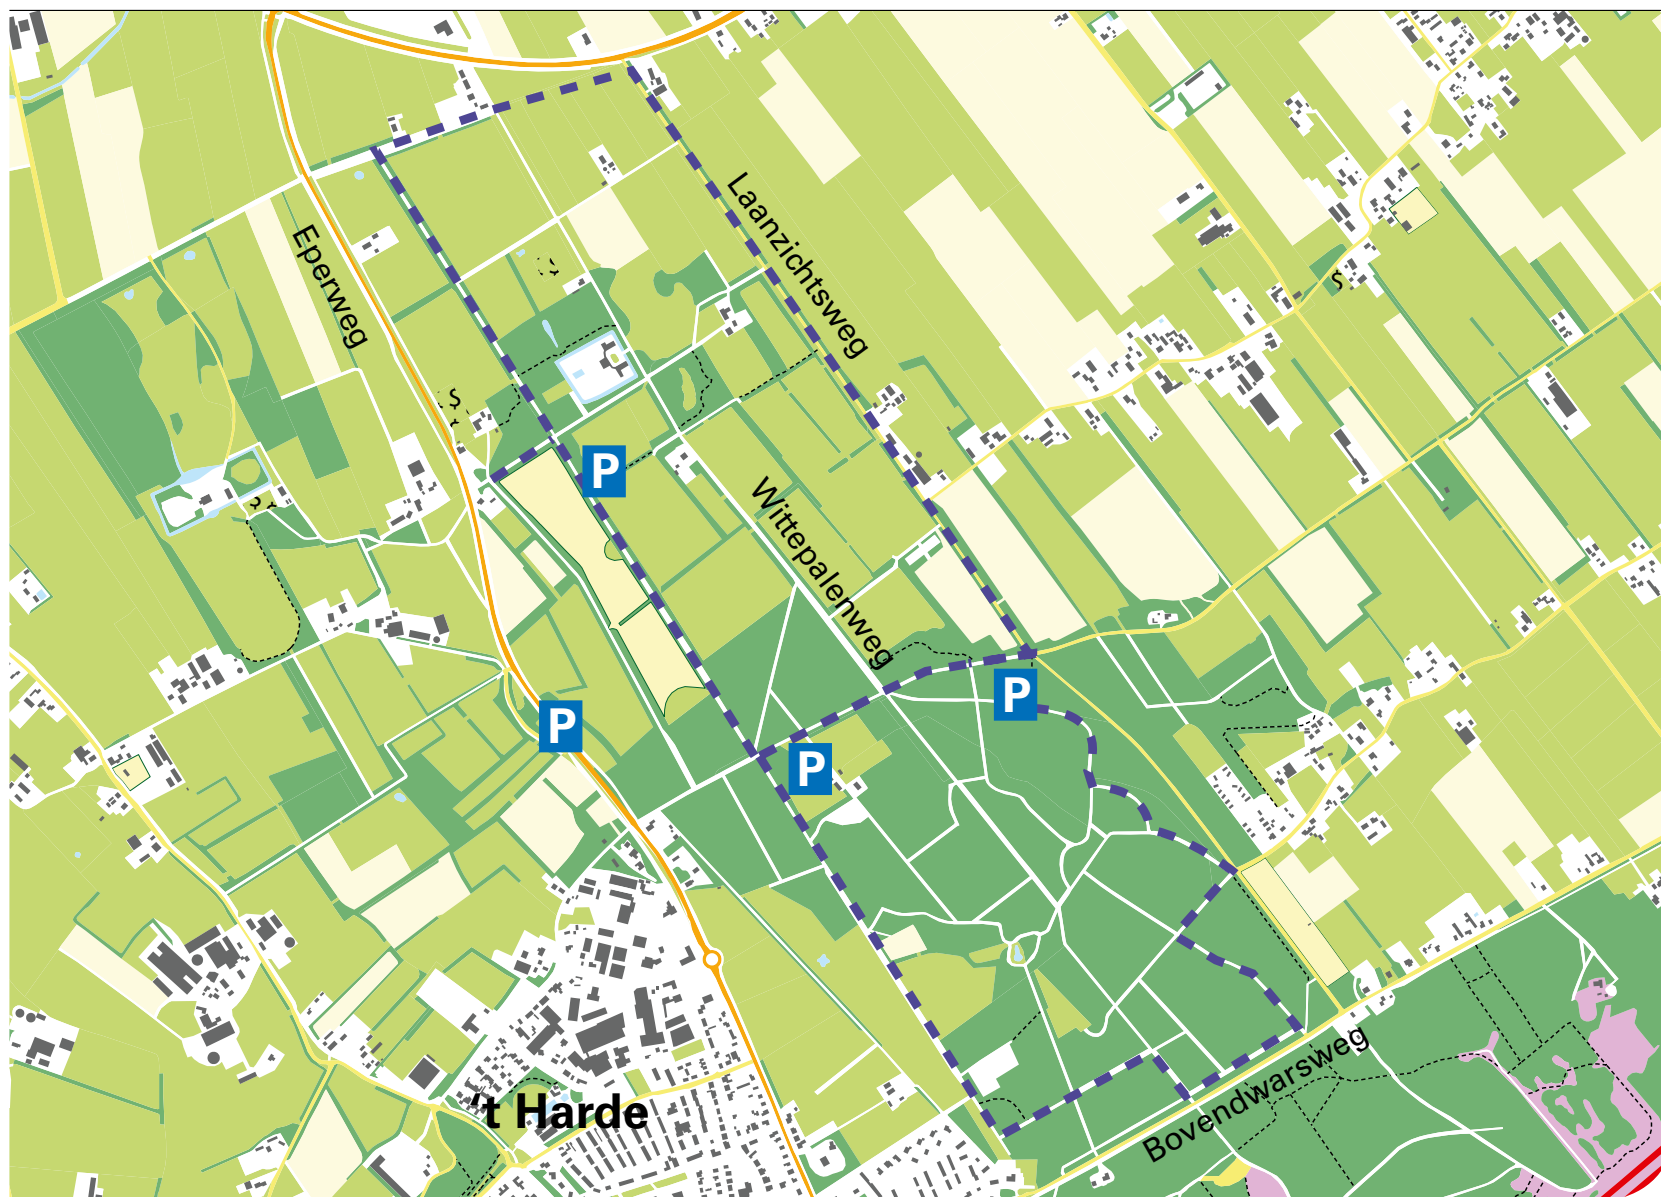 Laanzichtsweg
Eperweg
P
Wittepalenweg
P
P
P
Bovendwarsweg
't Harde